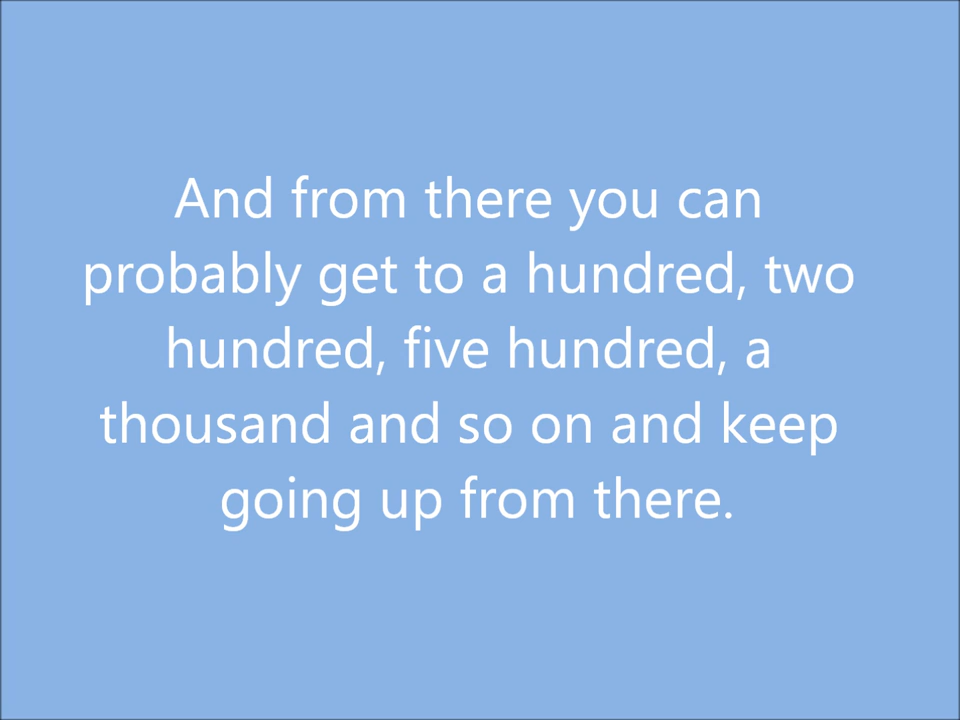 And from there you can
probably get to a hundred, two
hundred, five hundred, a
thousand and so on and keep
going up from there.